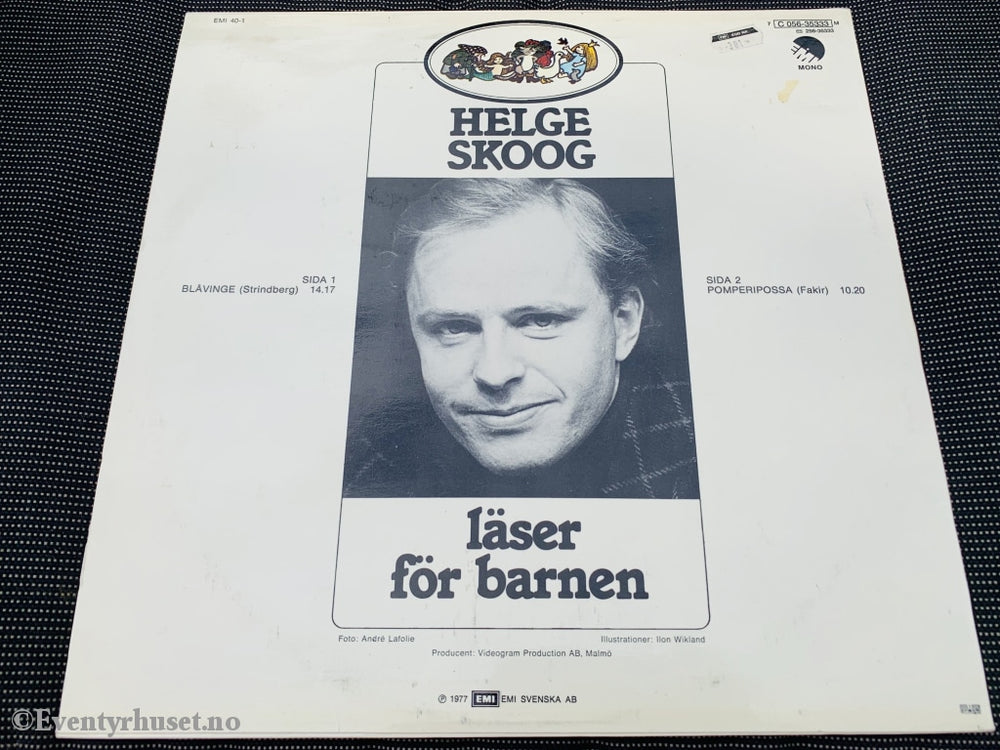 EMI 40-1
T C 056-35333 M
MONO
HELGE
SKOOG
SIDA 1
BLÅVINGE (Strindberg) 14.17
SIDA 2
POMPERIPOSSA (Fakir) 10.20
läser
för barnen
Foto: André Lafolie
Illustrationer: Ilon Wikland
Producent: Videogram Production AB, Malmö
Ⓟ 1977 EMI EMI SVENSKA AB
©Eventyrhuset.no